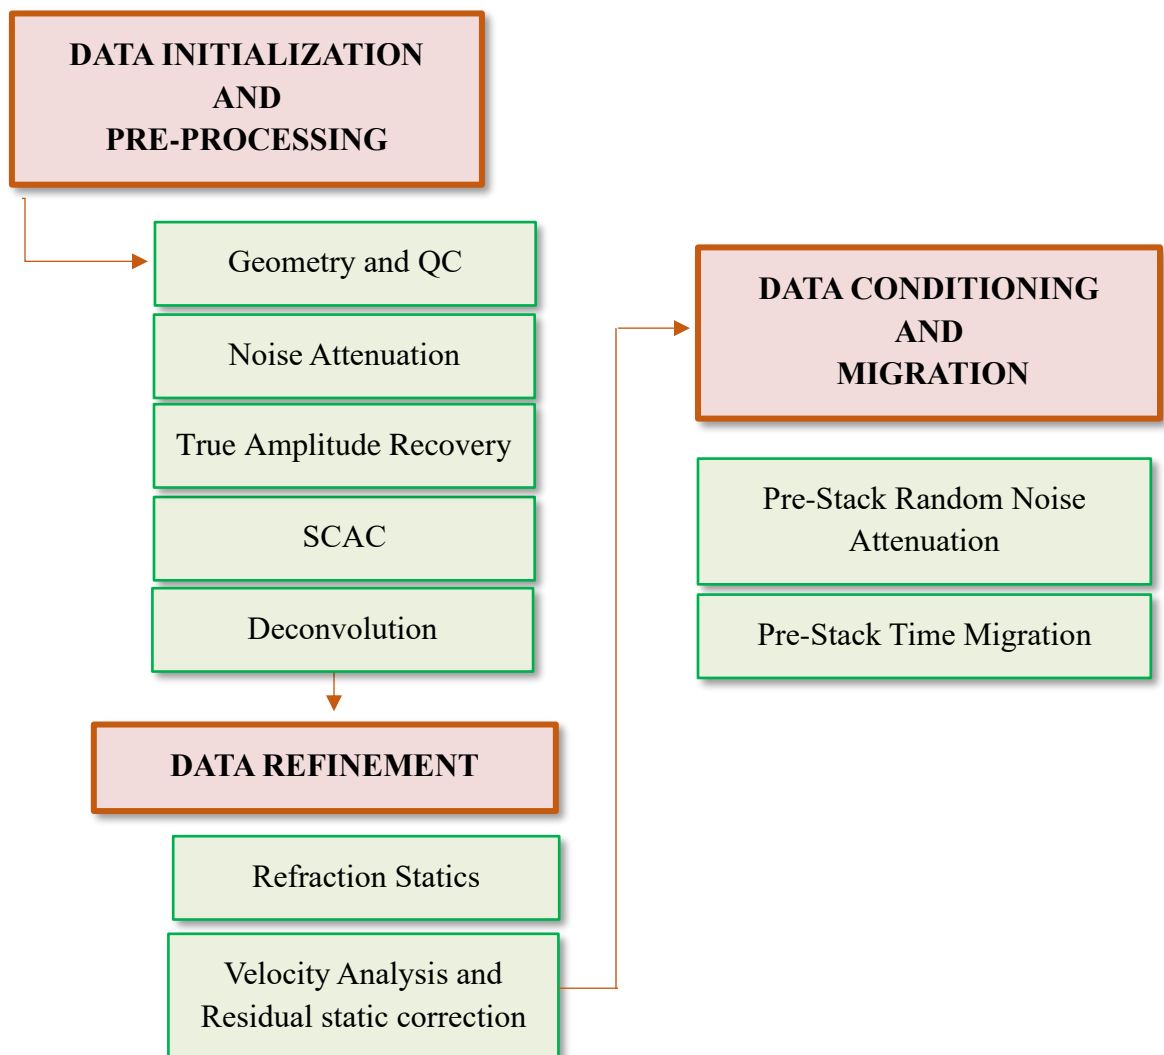 DATA INITIALIZATION
AND
PRE-PROCESSING
Geometry and QC
Noise Attenuation
True Amplitude Recovery
SCAC
Deconvolution
DATA REFINEMENT
Refraction Statics
Velocity Analysis and
Residual static correction
DATA CONDITIONING
AND
MIGRATION
Pre-Stack Random Noise
Attenuation
Pre-Stack Time Migration